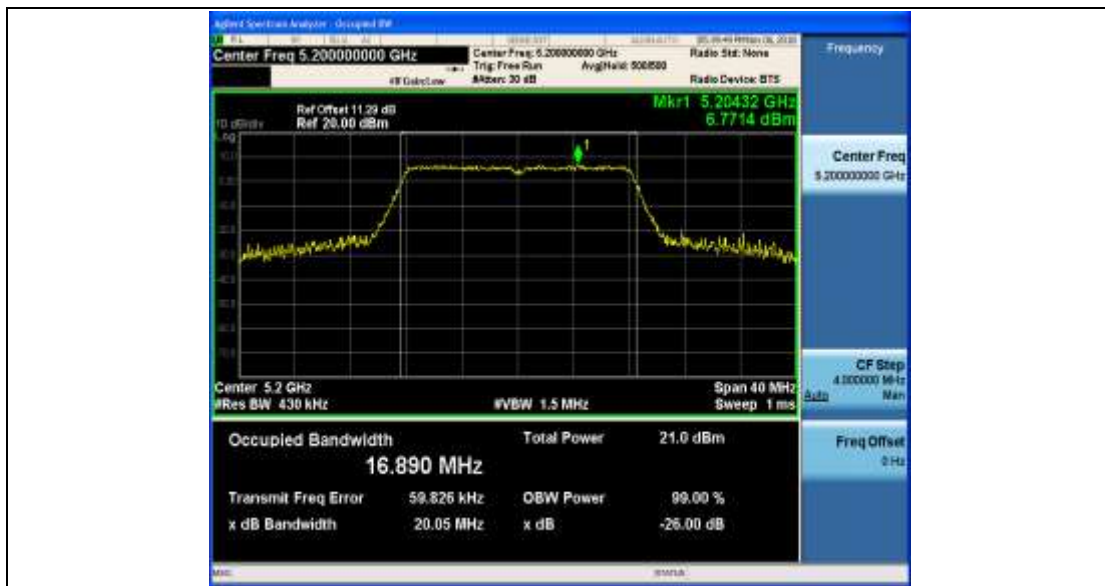 Agilent Spectrum Analyzer - Occupied BW
Center Freq 5.200000000 GHz
Center Freq: 5.200000000 GHz
Radio Std: None
Trig: Free Run
Avg|Hold: 500/500
#IFGain:Low
#Atten: 30 dB
Radio Device: BTS
Frequency
Ref Offset 11.29 dB
Mkr1 5.20432 GHz
10 dB/div
Ref 20.00 dBm
6.7714 dBm
Log
1
Center Freq
5.200000000 GHz
Center 5.2 GHz
Span 40 MHz
#Res BW 430 kHz
#VBW 1.5 MHz
Sweep 1 ms
CF Step
4.000000 MHz
Auto
Man
Occupied Bandwidth
Total Power
21.0 dBm
16.890 MHz
Freq Offset
0 Hz
Transmit Freq Error
59.826 kHz
OBW Power
99.00 %
x dB Bandwidth
20.05 MHz
x dB
-26.00 dB
MSG
STATUS